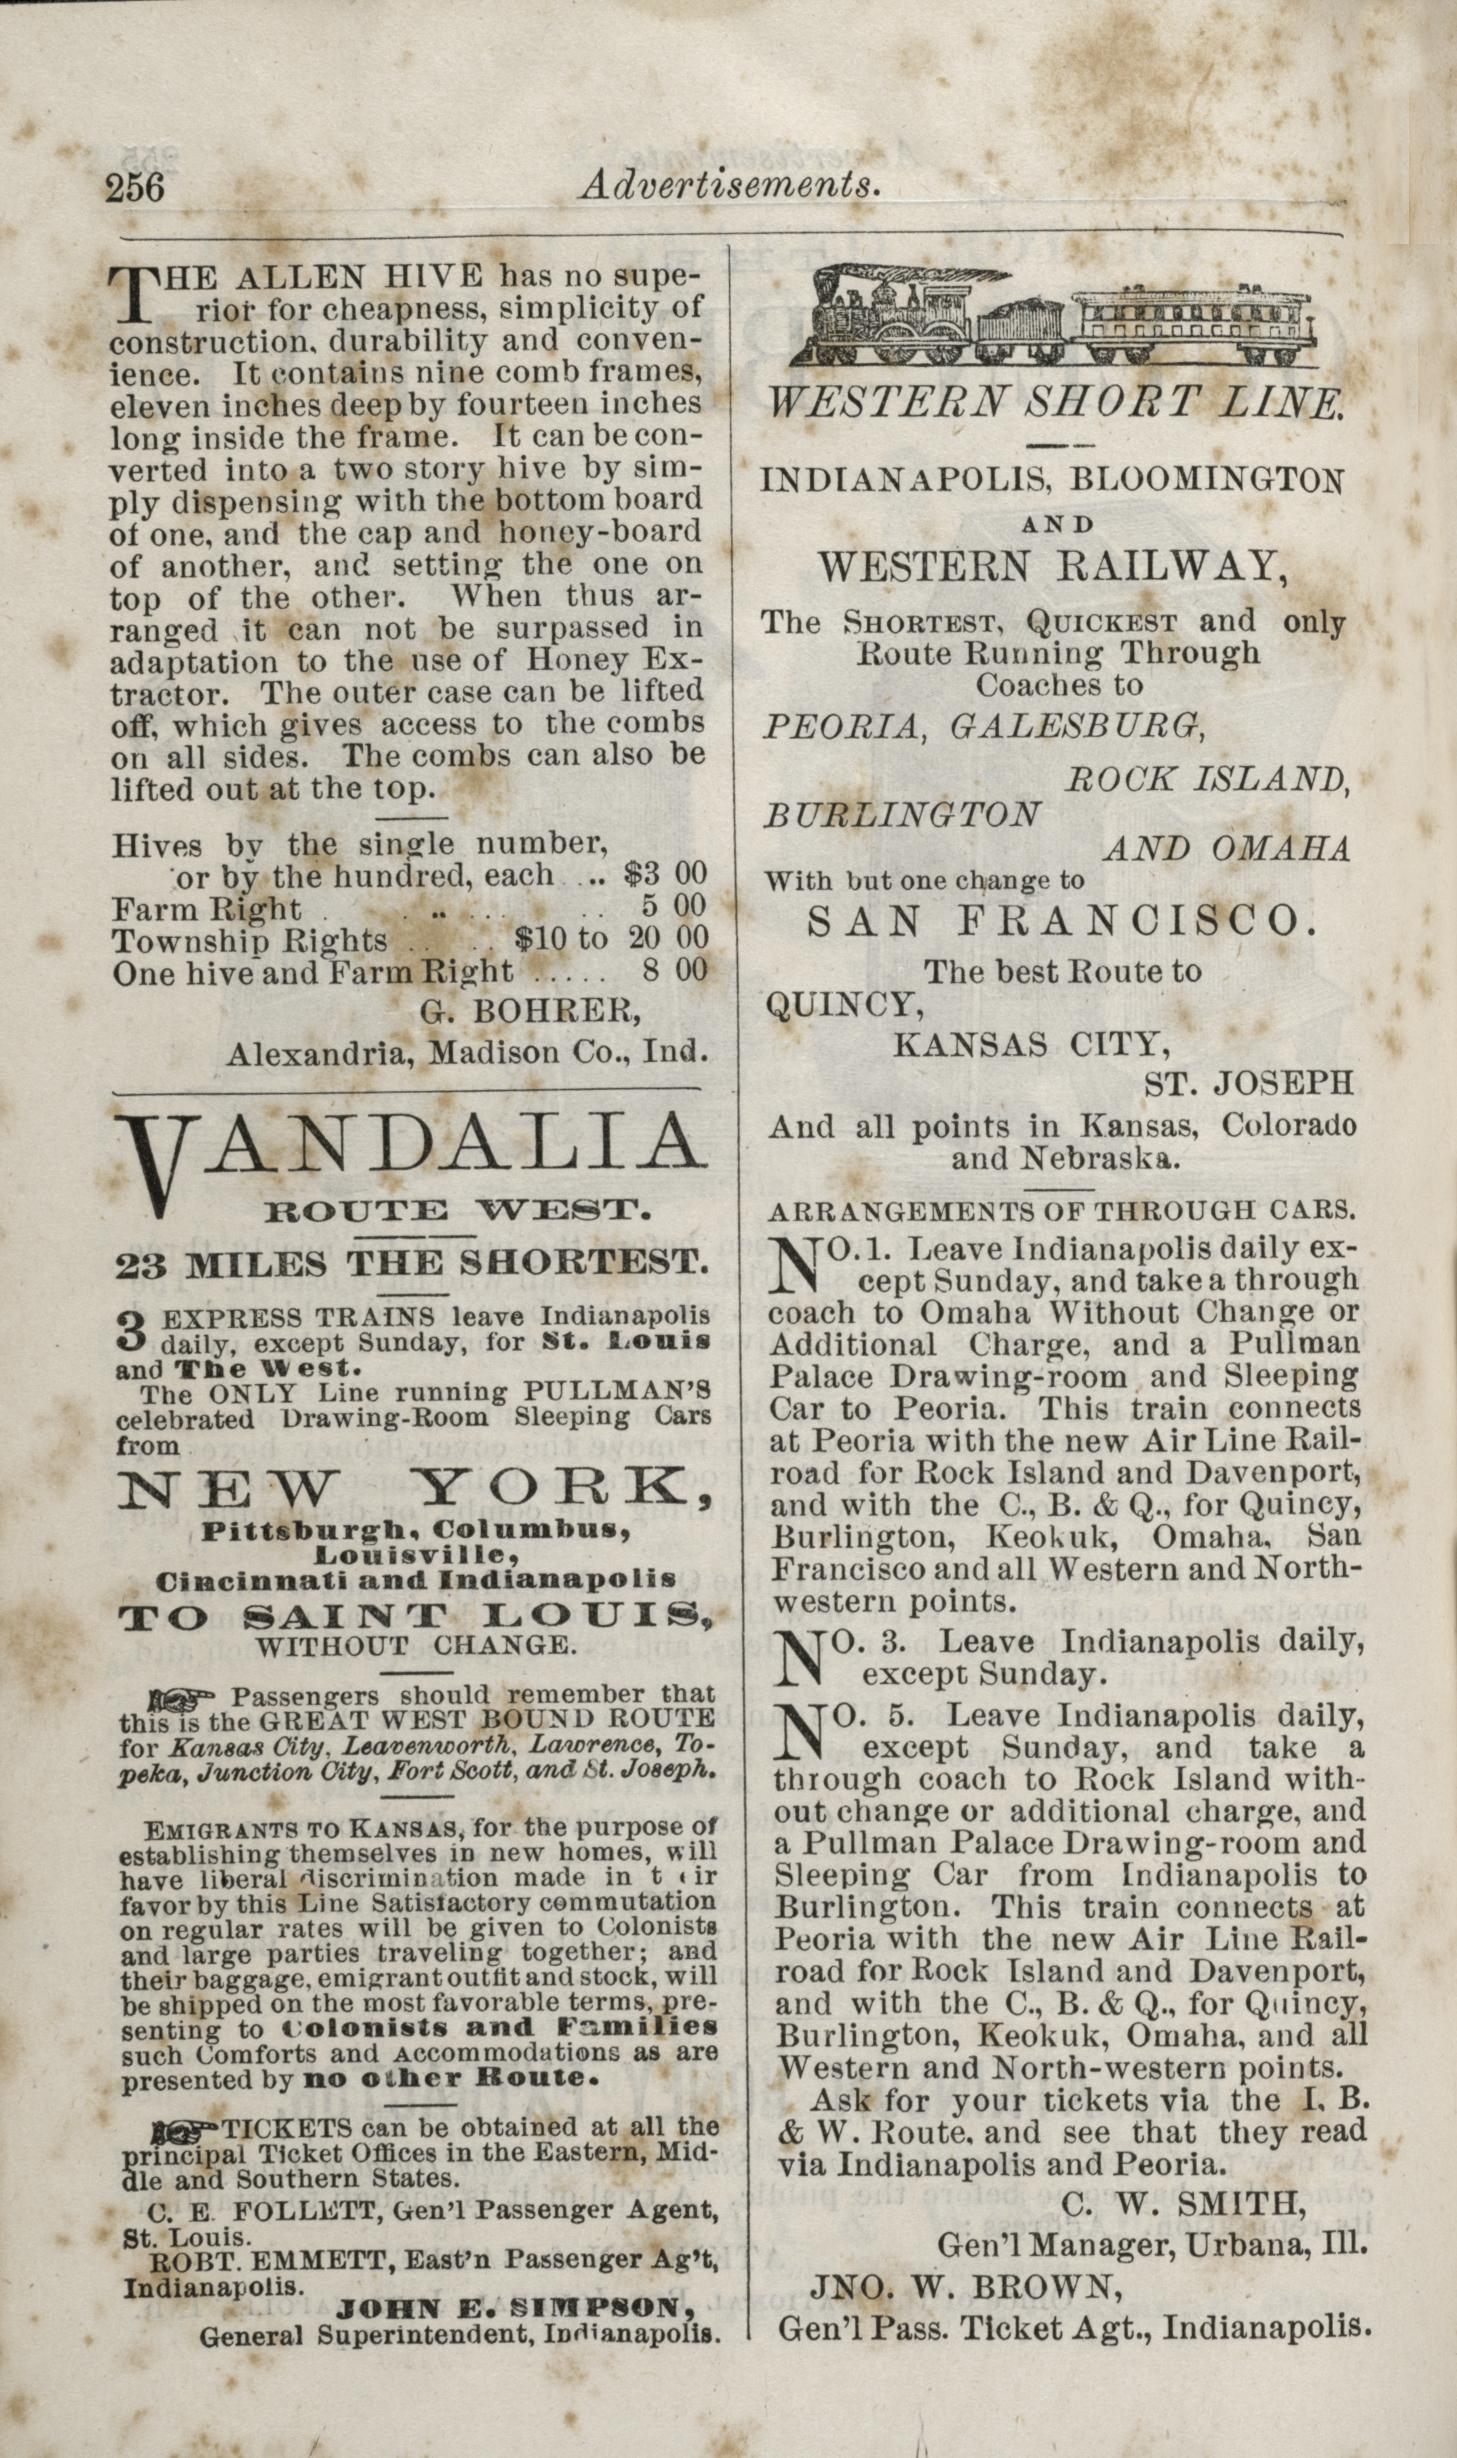 256
Advertisements.
THE ALLEN HIVE has no supe-
rior for cheapness, simplicity of
construction, durability and conven-
ience. It contains nine comb frames,
eleven inches deep by fourteen inches
long inside the frame. It can be con-
verted into a two story hive by sim-
ply dispensing with the bottom board
of one, and the cap and honey-board
of another, and setting the one on
top of the other. When thus ar-
ranged it can not be surpassed in
adaptation to the use of Honey Ex-
tractor. The outer case can be lifted
off, which gives access to the combs
on all sides. The combs can also be
lifted out at the top.
Hives by the single number,
or by the hundred, each .. $3 00
Farm Right . .. ... .. 5 00
Township Rights .. .. $10 to 20 00
One hive and Farm Right ..... 8 00
G. BOHRER,
Alexandria, Madison Co., Ind.
VANDALIA
ROUTE WEST.
23 MILES THE SHORTEST.
3 EXPRESS TRAINS leave Indianapolis
daily, except Sunday, for St. Louis
and The West.
The ONLY Line running PULLMAN'S
celebrated Drawing-Room Sleeping Cars
from
NEW YORK,
Pittsburgh, Columbus,
Louisville,
Cincinnati and Indianapolis
TO SAINT LOUIS,
WITHOUT CHANGE.
☞ Passengers should remember that
this is the GREAT WEST BOUND ROUTE
for Kansas City, Leavenworth, Lawrence, To-
peka, Junction City, Fort Scott, and St. Joseph.
EMIGRANTS TO KANSAS, for the purpose of
establishing themselves in new homes, will
have liberal discrimination made in t ir
favor by this Line Satisfactory commutation
on regular rates will be given to Colonists
and large parties traveling together; and
their baggage, emigrant outfit and stock, will
be shipped on the most favorable terms, pre-
senting to Colonists and Families
such Comforts and Accommodations as are
presented by no other Route.
☞ TICKETS can be obtained at all the
principal Ticket Offices in the Eastern, Mid-
dle and Southern States.
C. E. FOLLETT, Gen'l Passenger Agent,
St. Louis.
ROBT. EMMETT, East'n Passenger Ag't,
Indianapolis.
JOHN E. SIMPSON,
General Superintendent, Indianapolis.
WESTERN SHORT LINE.
INDIANAPOLIS, BLOOMINGTON
AND
WESTERN RAILWAY,
The SHORTEST, QUICKEST and only
Route Running Through
Coaches to
PEORIA, GALESBURG,
ROCK ISLAND,
BURLINGTON
AND OMAHA
With but one change to
SAN FRANCISCO.
The best Route to
QUINCY,
KANSAS CITY,
ST. JOSEPH
And all points in Kansas, Colorado
and Nebraska.
ARRANGEMENTS OF THROUGH CARS.
NO. 1. Leave Indianapolis daily ex-
cept Sunday, and take a through
coach to Omaha Without Change or
Additional Charge, and a Pullman
Palace Drawing-room and Sleeping
Car to Peoria. This train connects
at Peoria with the new Air Line Rail-
road for Rock Island and Davenport,
and with the C., B. & Q., for Quincy,
Burlington, Keokuk, Omaha, San
Francisco and all Western and North-
western points.
NO. 3. Leave Indianapolis daily,
except Sunday.
NO. 5. Leave Indianapolis daily,
except Sunday, and take a
through coach to Rock Island with-
out change or additional charge, and
a Pullman Palace Drawing-room and
Sleeping Car from Indianapolis to
Burlington. This train connects at
Peoria with the new Air Line Rail-
road for Rock Island and Davenport,
and with the C., B. & Q., for Quincy,
Burlington, Keokuk, Omaha, and all
Western and North-western points.
Ask for your tickets via the I. B.
& W. Route, and see that they read
via Indianapolis and Peoria.
C. W. SMITH,
Gen'l Manager, Urbana, Ill.
JNO. W. BROWN,
Gen'l Pass. Ticket Agt., Indianapolis.